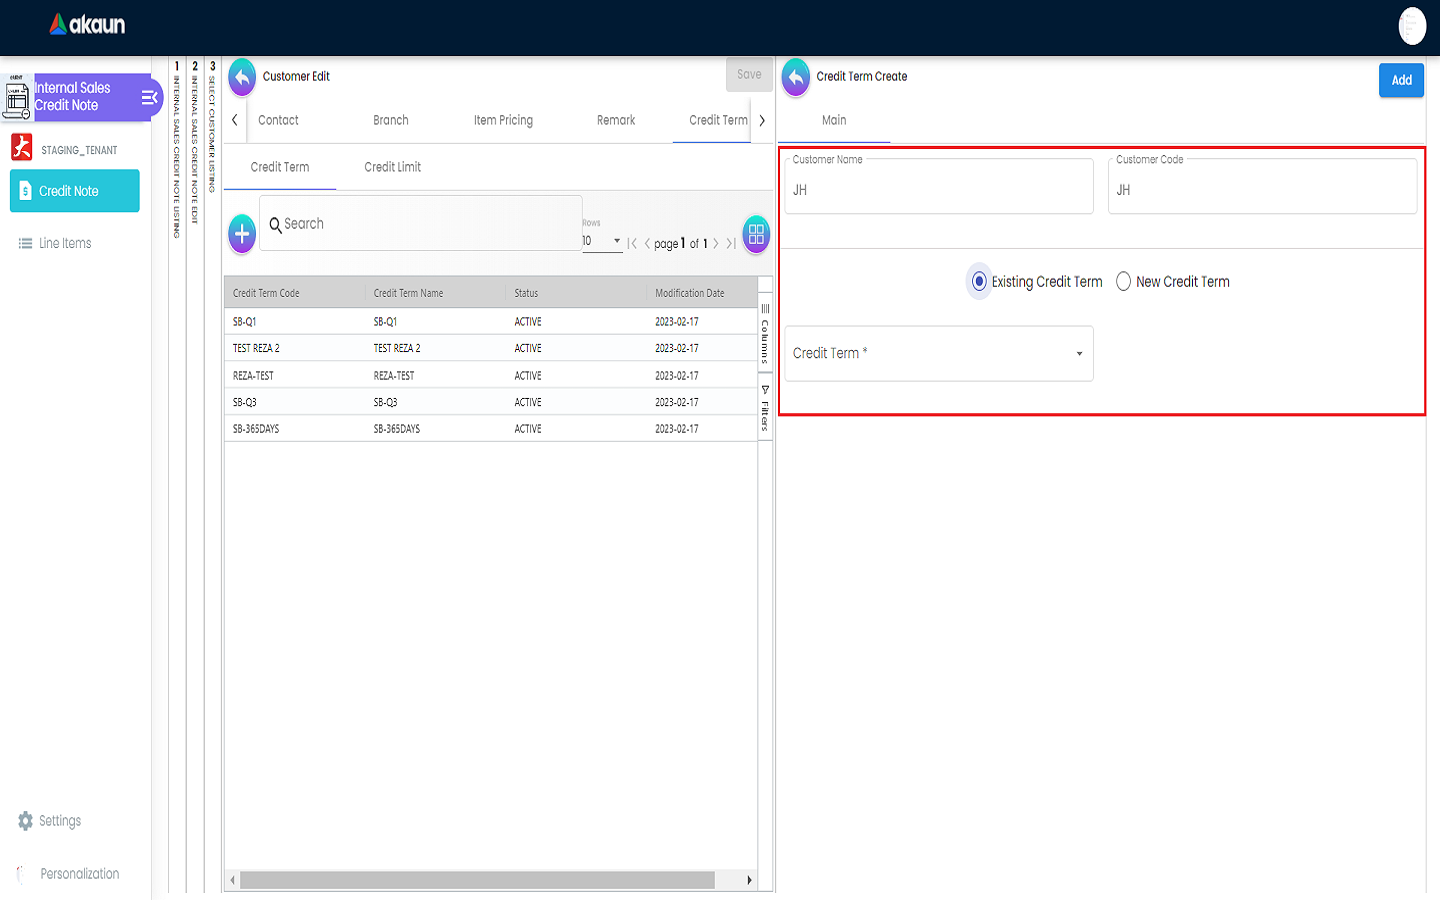 akaun
Internal Sales
Credit Note
STAGING_TENANT
Credit Note
Line Items
Settings
Personalization
1 INTERNAL SALES CREDIT NOTE LISTING
2 INTERNAL SALES CREDIT NOTE EDIT
3 SELECT CUSTOMER LISTING
Customer Edit
Save
Contact Branch Item Pricing Remark Credit Term
Credit Term Credit Limit
Search
Rows
10
page 1 of 1
Credit Term Code Credit Term Name Status Modification Date
SB-Q1 SB-Q1 ACTIVE 2023-02-17
TEST REZA 2 TEST REZA 2 ACTIVE 2023-02-17
REZA-TEST REZA-TEST ACTIVE 2023-02-17
SB-Q3 SB-Q3 ACTIVE 2023-02-17
SB-365DAYS SB-365DAYS ACTIVE 2023-02-17
Columns
Filters
Credit Term Create
Add
Main
Customer Name
JH
Customer Code
JH
Existing Credit Term New Credit Term
Credit Term *